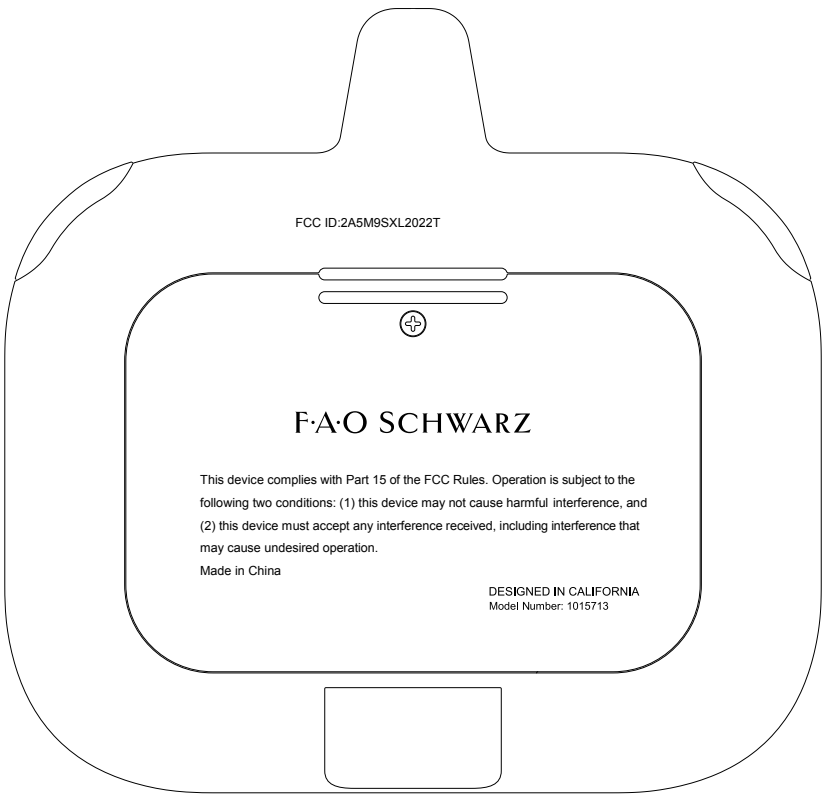 FCC ID:2A5M9SXL2022T
F·A·O SCHWARZ
This device complies with Part 15 of the FCC Rules. Operation is subject to the
following two conditions: (1) this device may not cause harmful interference, and
(2) this device must accept any interference received, including interference that
may cause undesired operation.
Made in China
DESIGNED IN CALIFORNIA
Model Number: 1015713